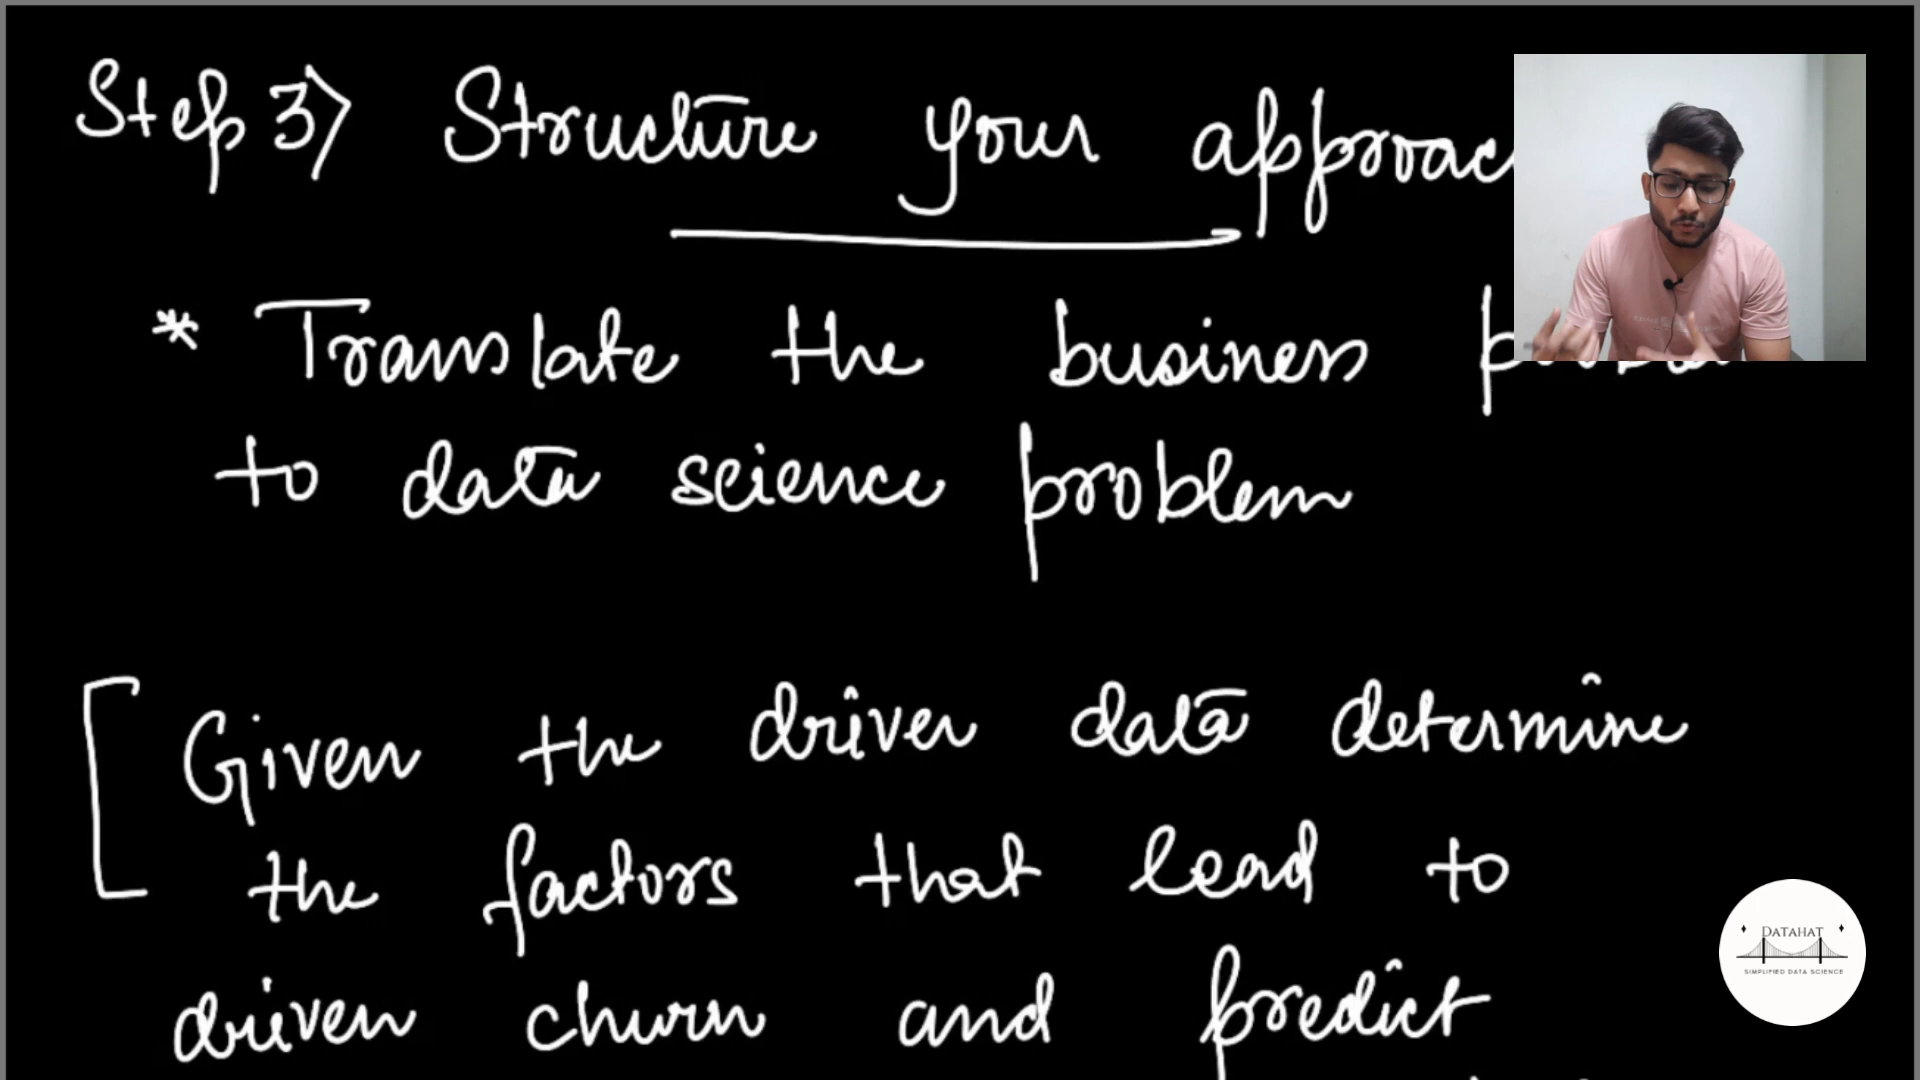 Step 3> Structure your approac
* Translate the business
to data science problem
[ Given the driver data determine
the factors that lead to
driver churn and predict
DATAHAT
SIMPLIFIED DATA SCIENCE